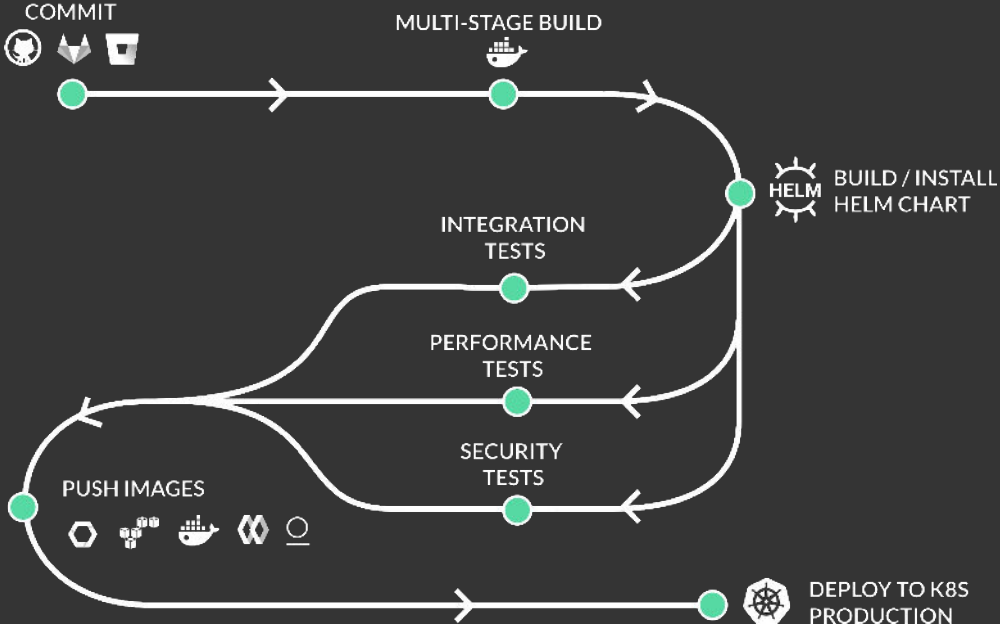 COMMIT
MULTI-STAGE BUILD
HELM
BUILD / INSTALL
HELM CHART
INTEGRATION
TESTS
PERFORMANCE
TESTS
SECURITY
TESTS
PUSH IMAGES
DEPLOY TO K8S
PRODUCTION